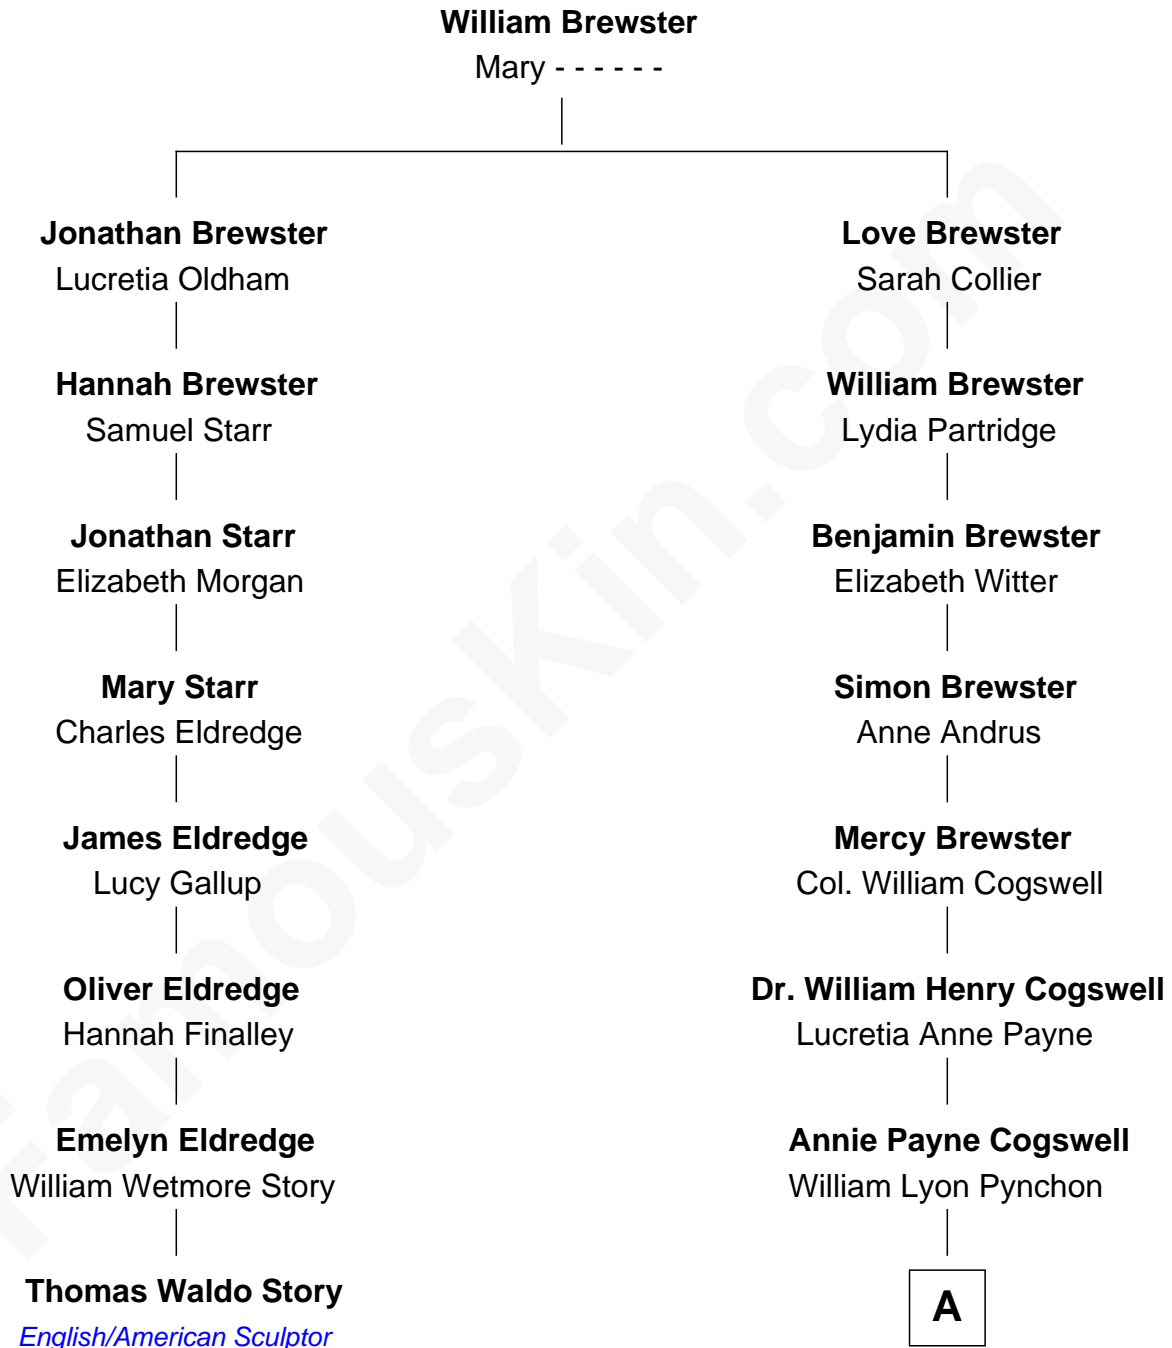 William Brewster
Mary - - - - - -
Jonathan Brewster
Lucretia Oldham
Love Brewster
Sarah Collier
Hannah Brewster
Samuel Starr
William Brewster
Lydia Partridge
Jonathan Starr
Elizabeth Morgan
Benjamin Brewster
Elizabeth Witter
Mary Starr
Charles Eldredge
Simon Brewster
Anne Andrus
James Eldredge
Lucy Gallup
Mercy Brewster
Col. William Cogswell
Oliver Eldredge
Hannah Finalley
Dr. William Henry Cogswell
Lucretia Anne Payne
Emelyn Eldredge
William Wetmore Story
Annie Payne Cogswell
William Lyon Pynchon
Thomas Waldo Story
English/American Sculptor
A
FamousKin.com